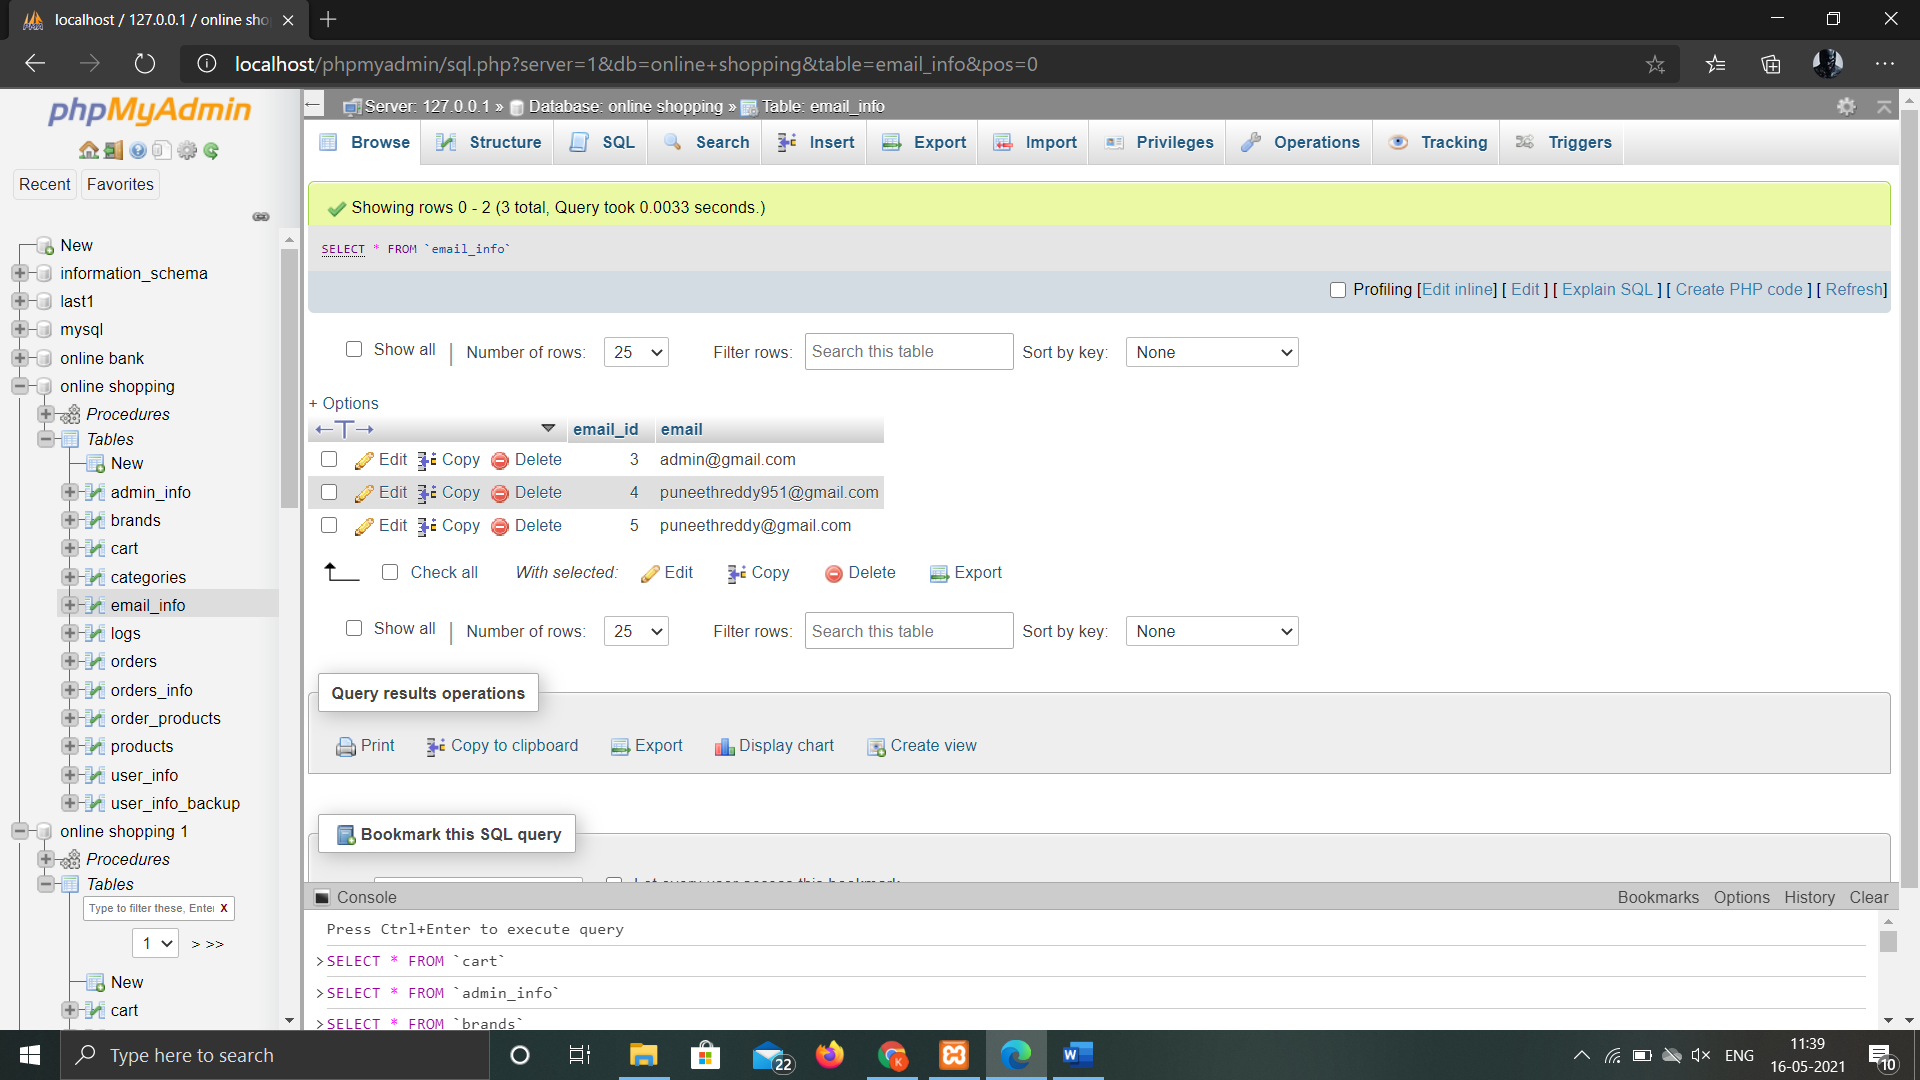 localhost / 127.0.0.1 / online sho
localhost/phpmyadmin/sql.php?server=1&db=online+shopping&table=email_info&pos=0
phpMyAdmin
Recent Favorites
New
information_schema
last1
mysql
online bank
online shopping
Procedures
Tables
New
admin_info
brands
cart
categories
email_info
logs
orders
orders_info
order_products
products
user_info
user_info_backup
online shopping 1
Procedures
Tables
Type to filter these, Enter X
1 > >>
New
cart
Server: 127.0.0.1 » Database: online shopping » Table: email_info
Browse Structure SQL Search Insert Export Import Privileges Operations Tracking Triggers
Showing rows 0 - 2 (3 total, Query took 0.0033 seconds.)
SELECT * FROM `email_info`
Profiling [Edit inline] [ Edit ] [ Explain SQL ] [ Create PHP code ] [ Refresh]
Show all | Number of rows: 25 Filter rows: Search this table Sort by key: None
+ Options
←T→ email_id email
Edit Copy Delete 3 admin@gmail.com
Edit Copy Delete 4 puneethreddy951@gmail.com
Edit Copy Delete 5 puneethreddy@gmail.com
Check all With selected: Edit Copy Delete Export
Show all | Number of rows: 25 Filter rows: Search this table Sort by key: None
Query results operations
Print Copy to clipboard Export Display chart Create view
Bookmark this SQL query
Let every user access this bookmark
Console Bookmarks Options History Clear
Press Ctrl+Enter to execute query
>SELECT * FROM `cart`
>SELECT * FROM `admin_info`
>SELECT * FROM `brands`
Type here to search 22 ENG 11:39
16-05-2021 10